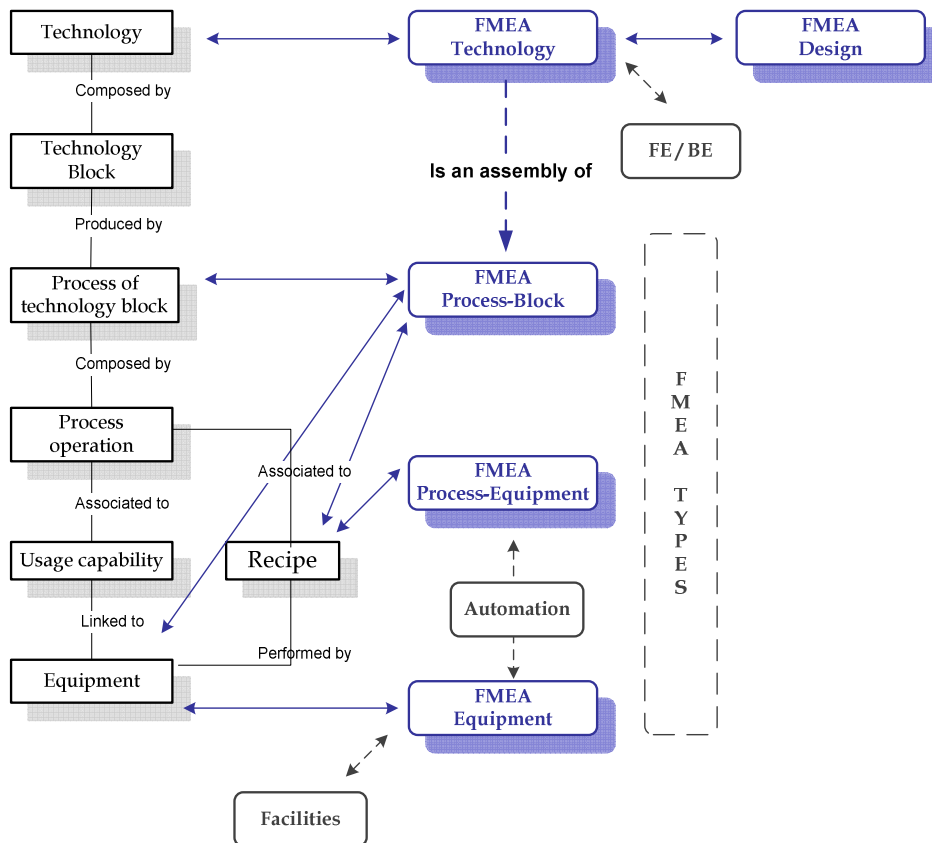 Technology
FMEA
Technology
FMEA
Design
Composed by
FE / BE
Technology
Block
Is an assembly of
Produced by
Process of
technology block
FMEA
Process-Block
Composed by
FMEA TYPES
Process
operation
Associated to
FMEA
Process-Equipment
Associated to
Usage capability
Recipe
Automation
Linked to
Performed by
Equipment
FMEA
Equipment
Facilities